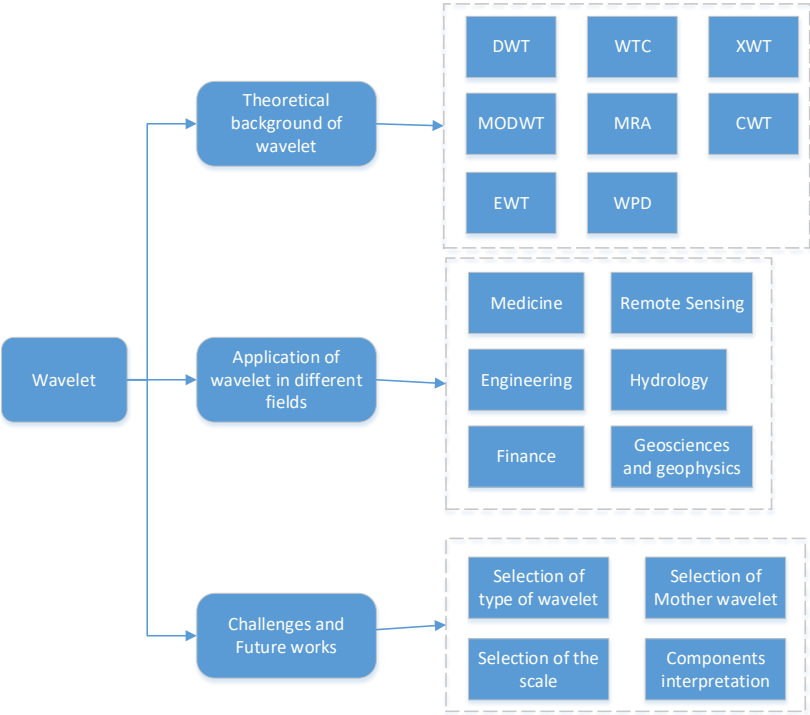 Wavelet
Theoretical
background of
wavelet
DWT
WTC
XWT
MODWT
MRA
CWT
EWT
WPD
Application of
wavelet in different
fields
Medicine
Remote Sensing
Engineering
Hydrology
Finance
Geosciences
and geophysics
Challenges and
Future works
Selection of
type of wavelet
Selection of
Mother wavelet
Selection of the
scale
Components
interpretation